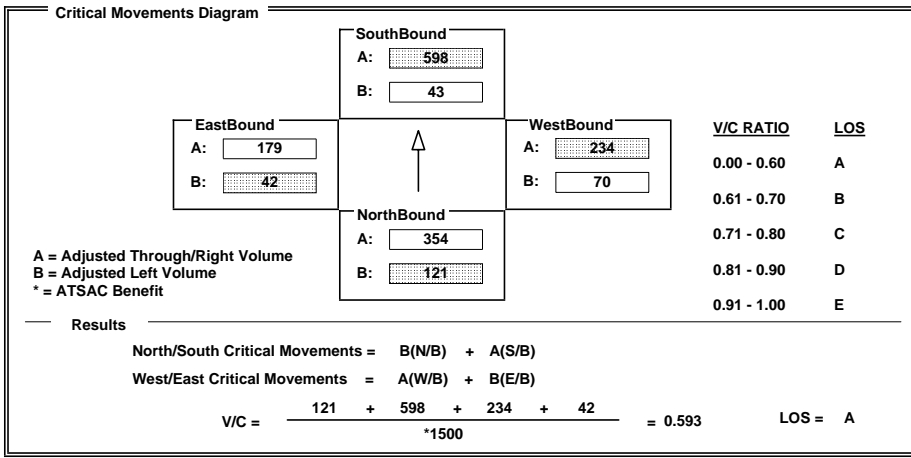 Critical Movements Diagram
SouthBound
A: 598
B: 43
EastBound
A: 179
B: 42
WestBound
A: 234
B: 70
NorthBound
A: 354
B: 121
V/C RATIO LOS
0.00 - 0.60 A
0.61 - 0.70 B
0.71 - 0.80 C
0.81 - 0.90 D
0.91 - 1.00 E
A = Adjusted Through/Right Volume
B = Adjusted Left Volume
* = ATSAC Benefit
Results
North/South Critical Movements = B(N/B) + A(S/B)
West/East Critical Movements = A(W/B) + B(E/B)
V/C = 121 + 598 + 234 + 42 = 0.593 LOS = A
*1500